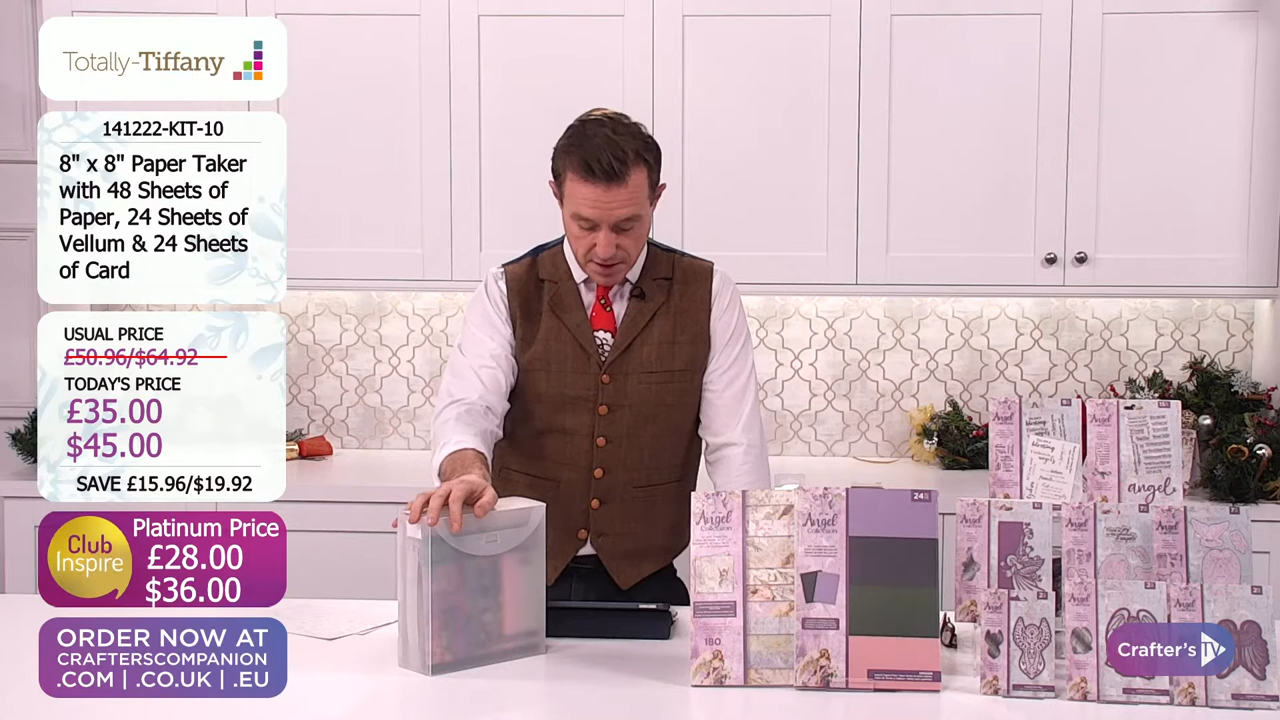 Totally-Tiffany
141222-KIT-10
8" x 8" Paper Taker
with 48 Sheets of
Paper, 24 Sheets of
Vellum & 24 Sheets
of Card
USUAL PRICE
£50.96/$64.92
TODAY'S PRICE
£35.00
$45.00
SAVE £15.96/$19.92
Club
Inspire
Platinum Price
£28.00
$36.00
ORDER NOW AT
CRAFTERSCOMPANION
.COM | .CO.UK | .EU
Angel
Collection
180
Angel
Collection
24
angel
Crafter's TV